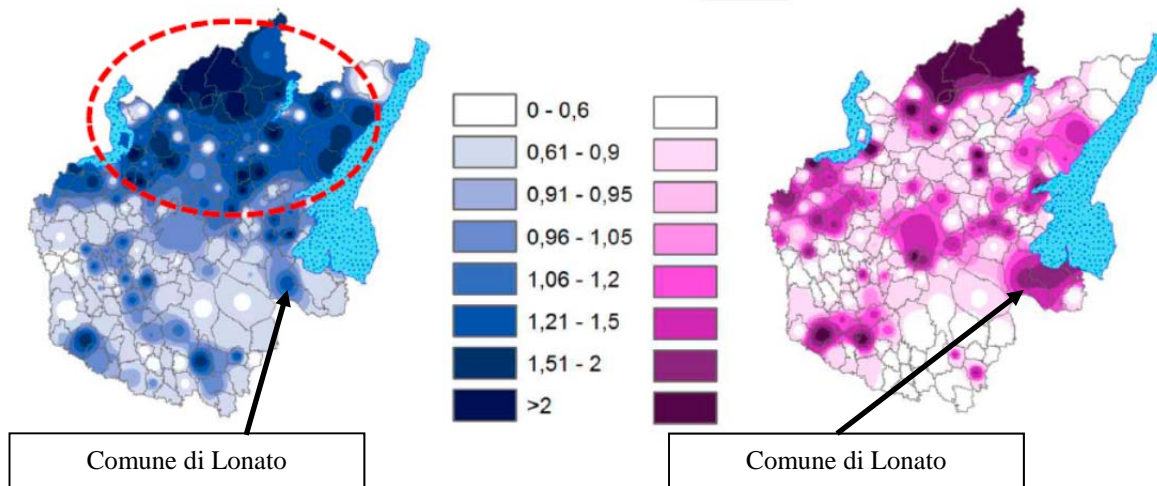 0 - 0,6
0,61 - 0,9
0,91 - 0,95
0,96 - 1,05
1,06 - 1,2
1,21 - 1,5
1,51 - 2
>2
Comune di Lonato
Comune di Lonato